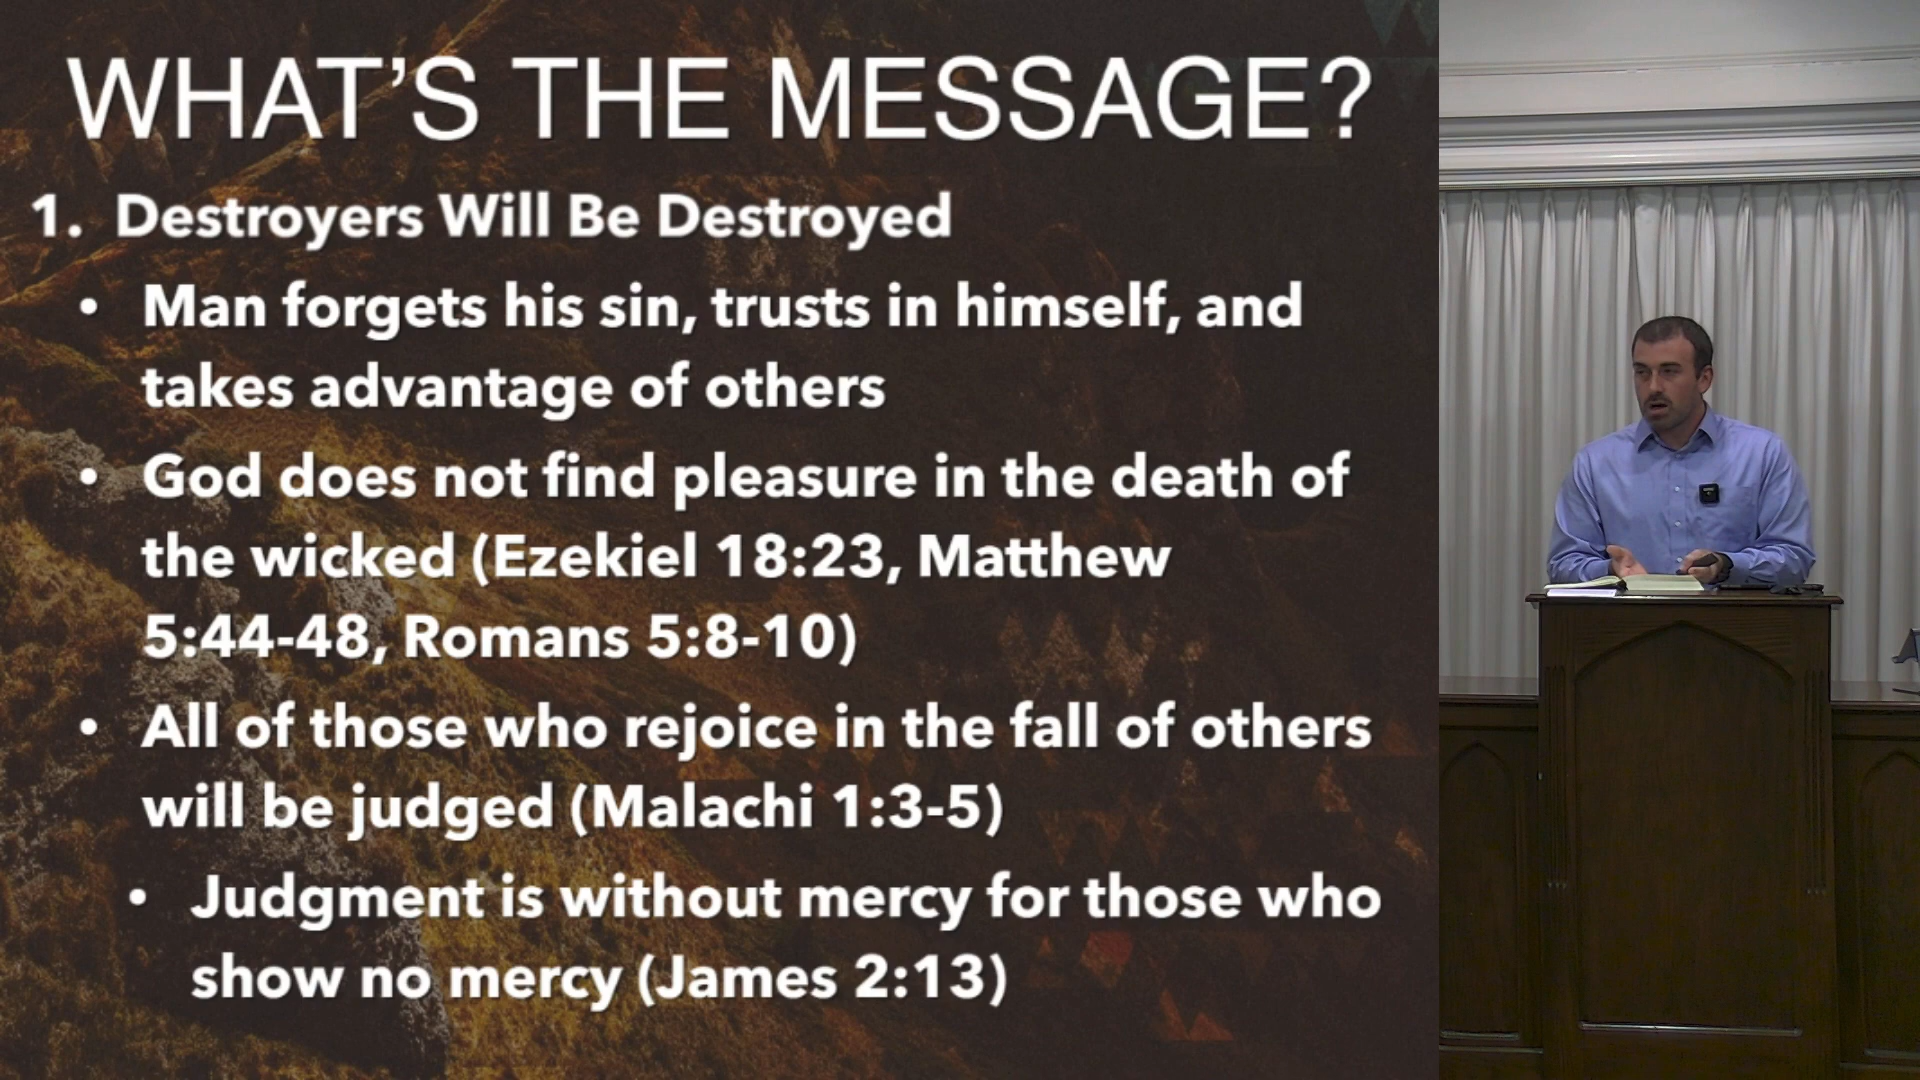 WHAT'S THE MESSAGE?
1. Destroyers Will Be Destroyed
• Man forgets his sin, trusts in himself, and
takes advantage of others
• God does not find pleasure in the death of
the wicked (Ezekiel 18:23, Matthew
5:44-48, Romans 5:8-10)
• All of those who rejoice in the fall of others
will be judged (Malachi 1:3-5)
• Judgment is without mercy for those who
show no mercy (James 2:13)